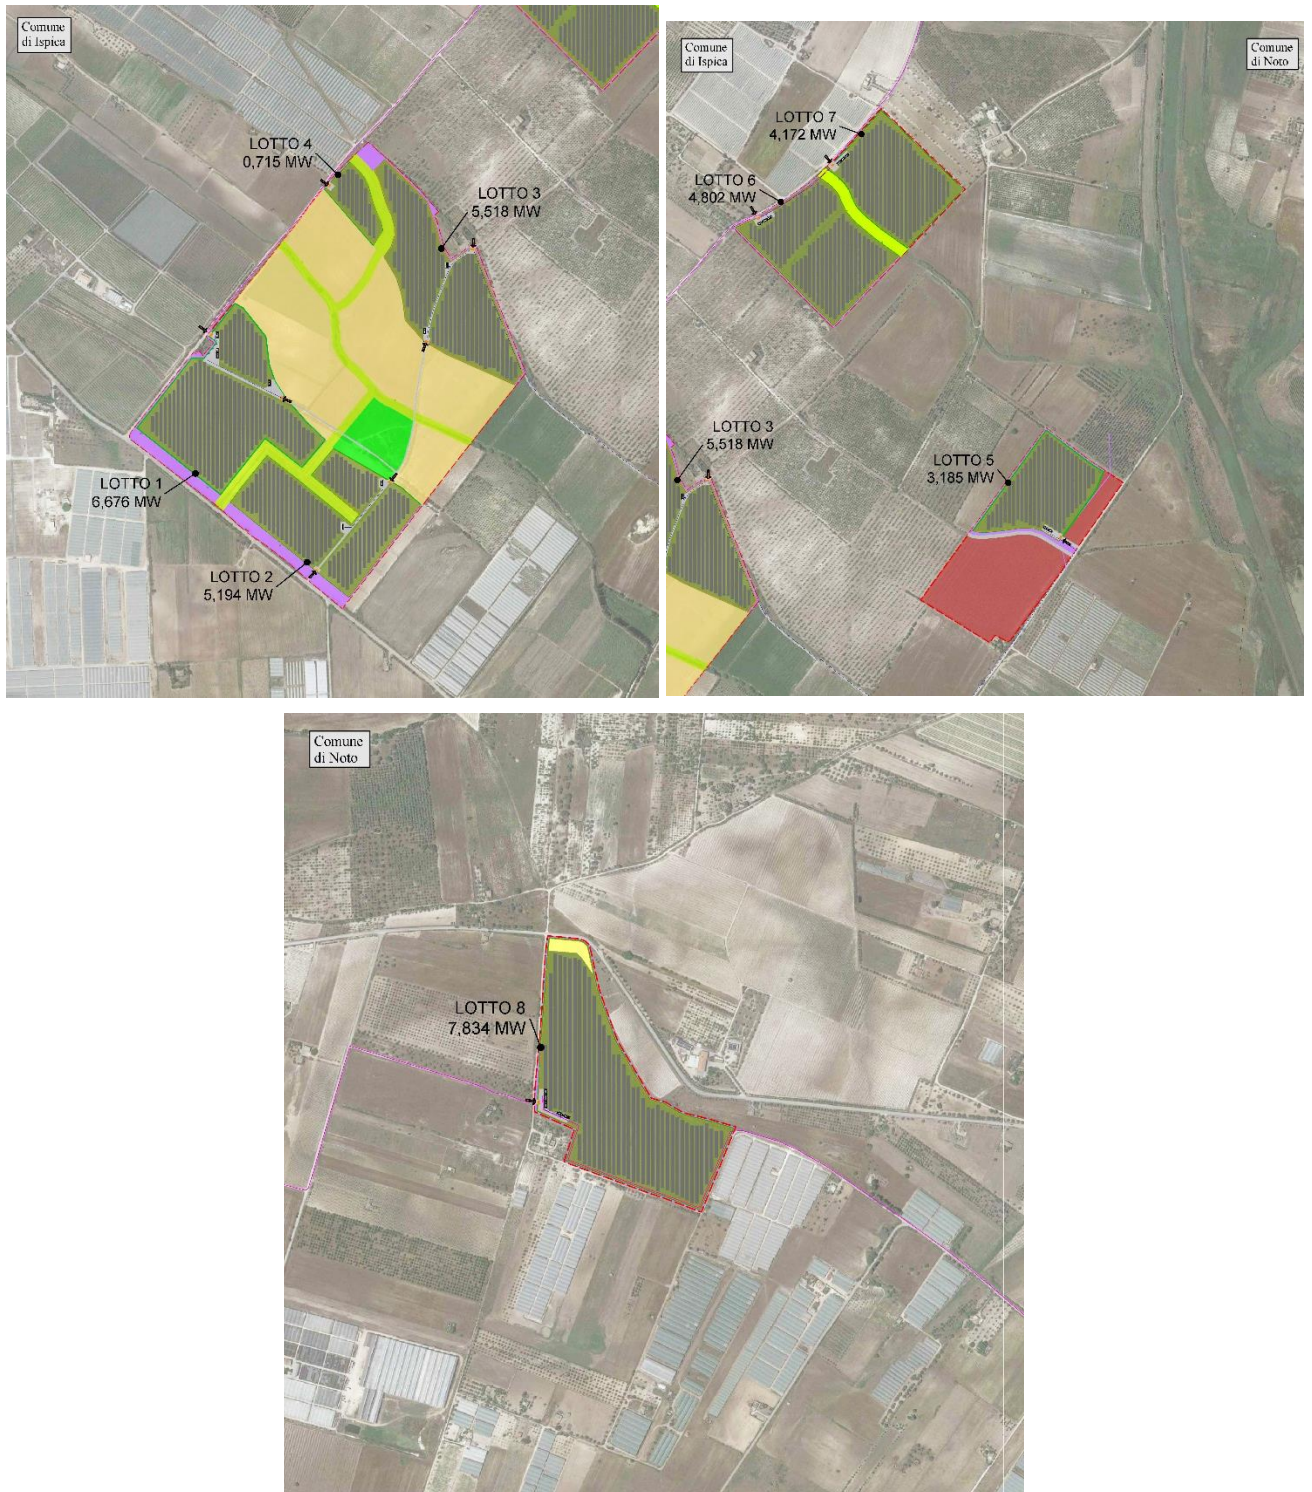 Comune
di Ispica
LOTTO 4
0,715 MW
LOTTO 3
5,518 MW
LOTTO 1
6,676 MW
LOTTO 2
5,194 MW
Comune
di Ispica
Comune
di Noto
LOTTO 7
4,172 MW
LOTTO 6
4,802 MW
LOTTO 3
5,518 MW
LOTTO 5
3,185 MW
Comune
di Noto
LOTTO 8
7,834 MW